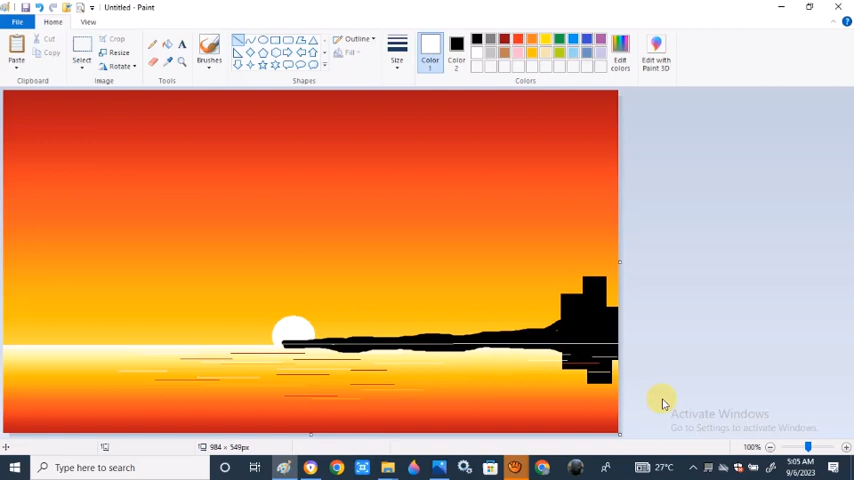 Untitled - Paint
File
Home
View
Paste
Cut
Copy
Clipboard
Select
Crop
Resize
Rotate
Image
Tools
Brushes
Shapes
Outline
Fill
Size
Color
1
Color
2
Edit
colors
Colors
Edit with
Paint 3D
A
Activate Windows
Go to Settings to activate Windows.
984 × 549px
100%
Type here to search
27°C
5:05 AM
9/6/2023